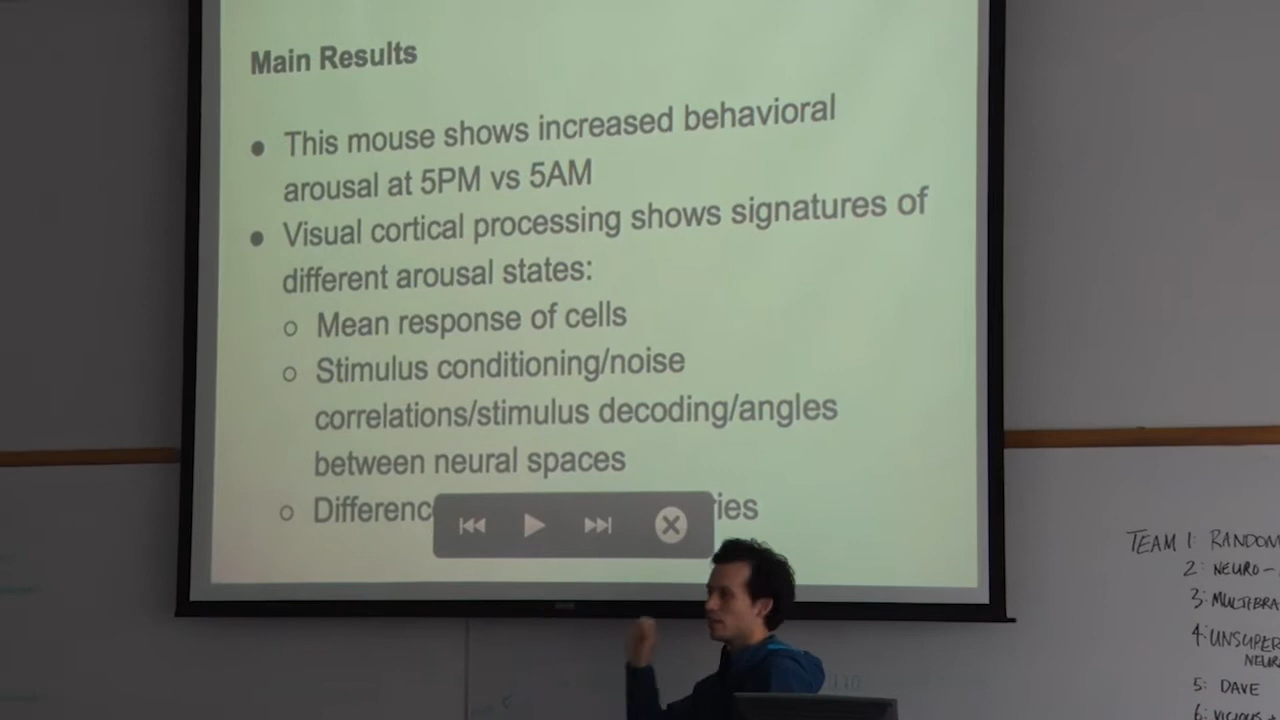 Main Results
This mouse shows increased behavioral
arousal at 5PM vs 5AM
Visual cortical processing shows signatures of
different arousal states:
Mean response of cells
Stimulus conditioning/noise
correlations/stimulus decoding/angles
between neural spaces
TEAM 1: RANDOM
2: NEURO-
3: MULTIBRA
4: UNSUPER
NEUR
5: DAVE
6: VICIOUS